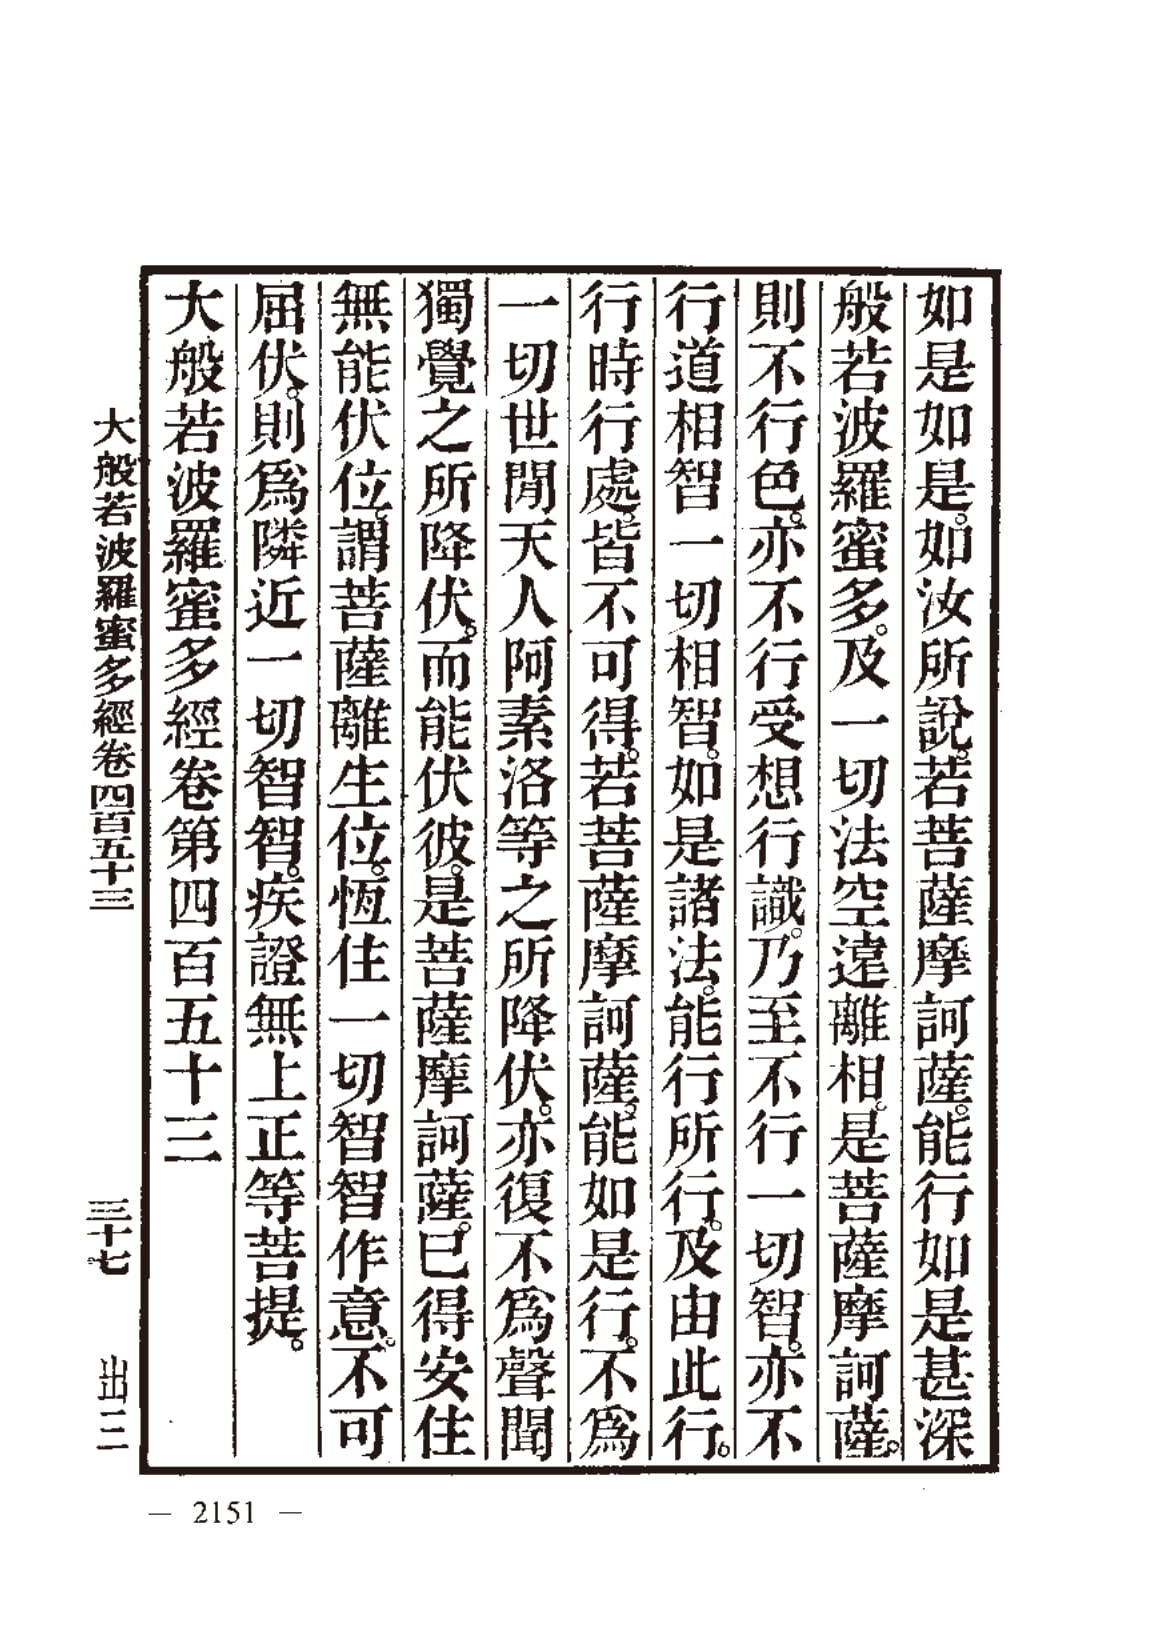 如是如是。如汝所說。若菩薩摩訶薩。能行如是甚深
般若波羅蜜多。及一切法空遠離相。是菩薩摩訶薩。
則不行色。亦不行受想行識。乃至不行一切智。亦不
行道相智一切相智。如是諸法。能行所行。及由此行。
行時行處。皆不可得。若菩薩摩訶薩。能如是行。不爲
一切世閒天人阿素洛等之所降伏。亦復不爲聲聞
獨覺之所降伏。而能伏彼。是菩薩摩訶薩。已得安住
無能伏位。謂菩薩離生位。恆住一切智智作意。不可
屈伏。則爲隣近一切智智。疾證無上正等菩提。
大般若波羅蜜多經卷第四百五十三
大般若波羅蜜多經卷四百五十三 三十七 出三
— 2151 —